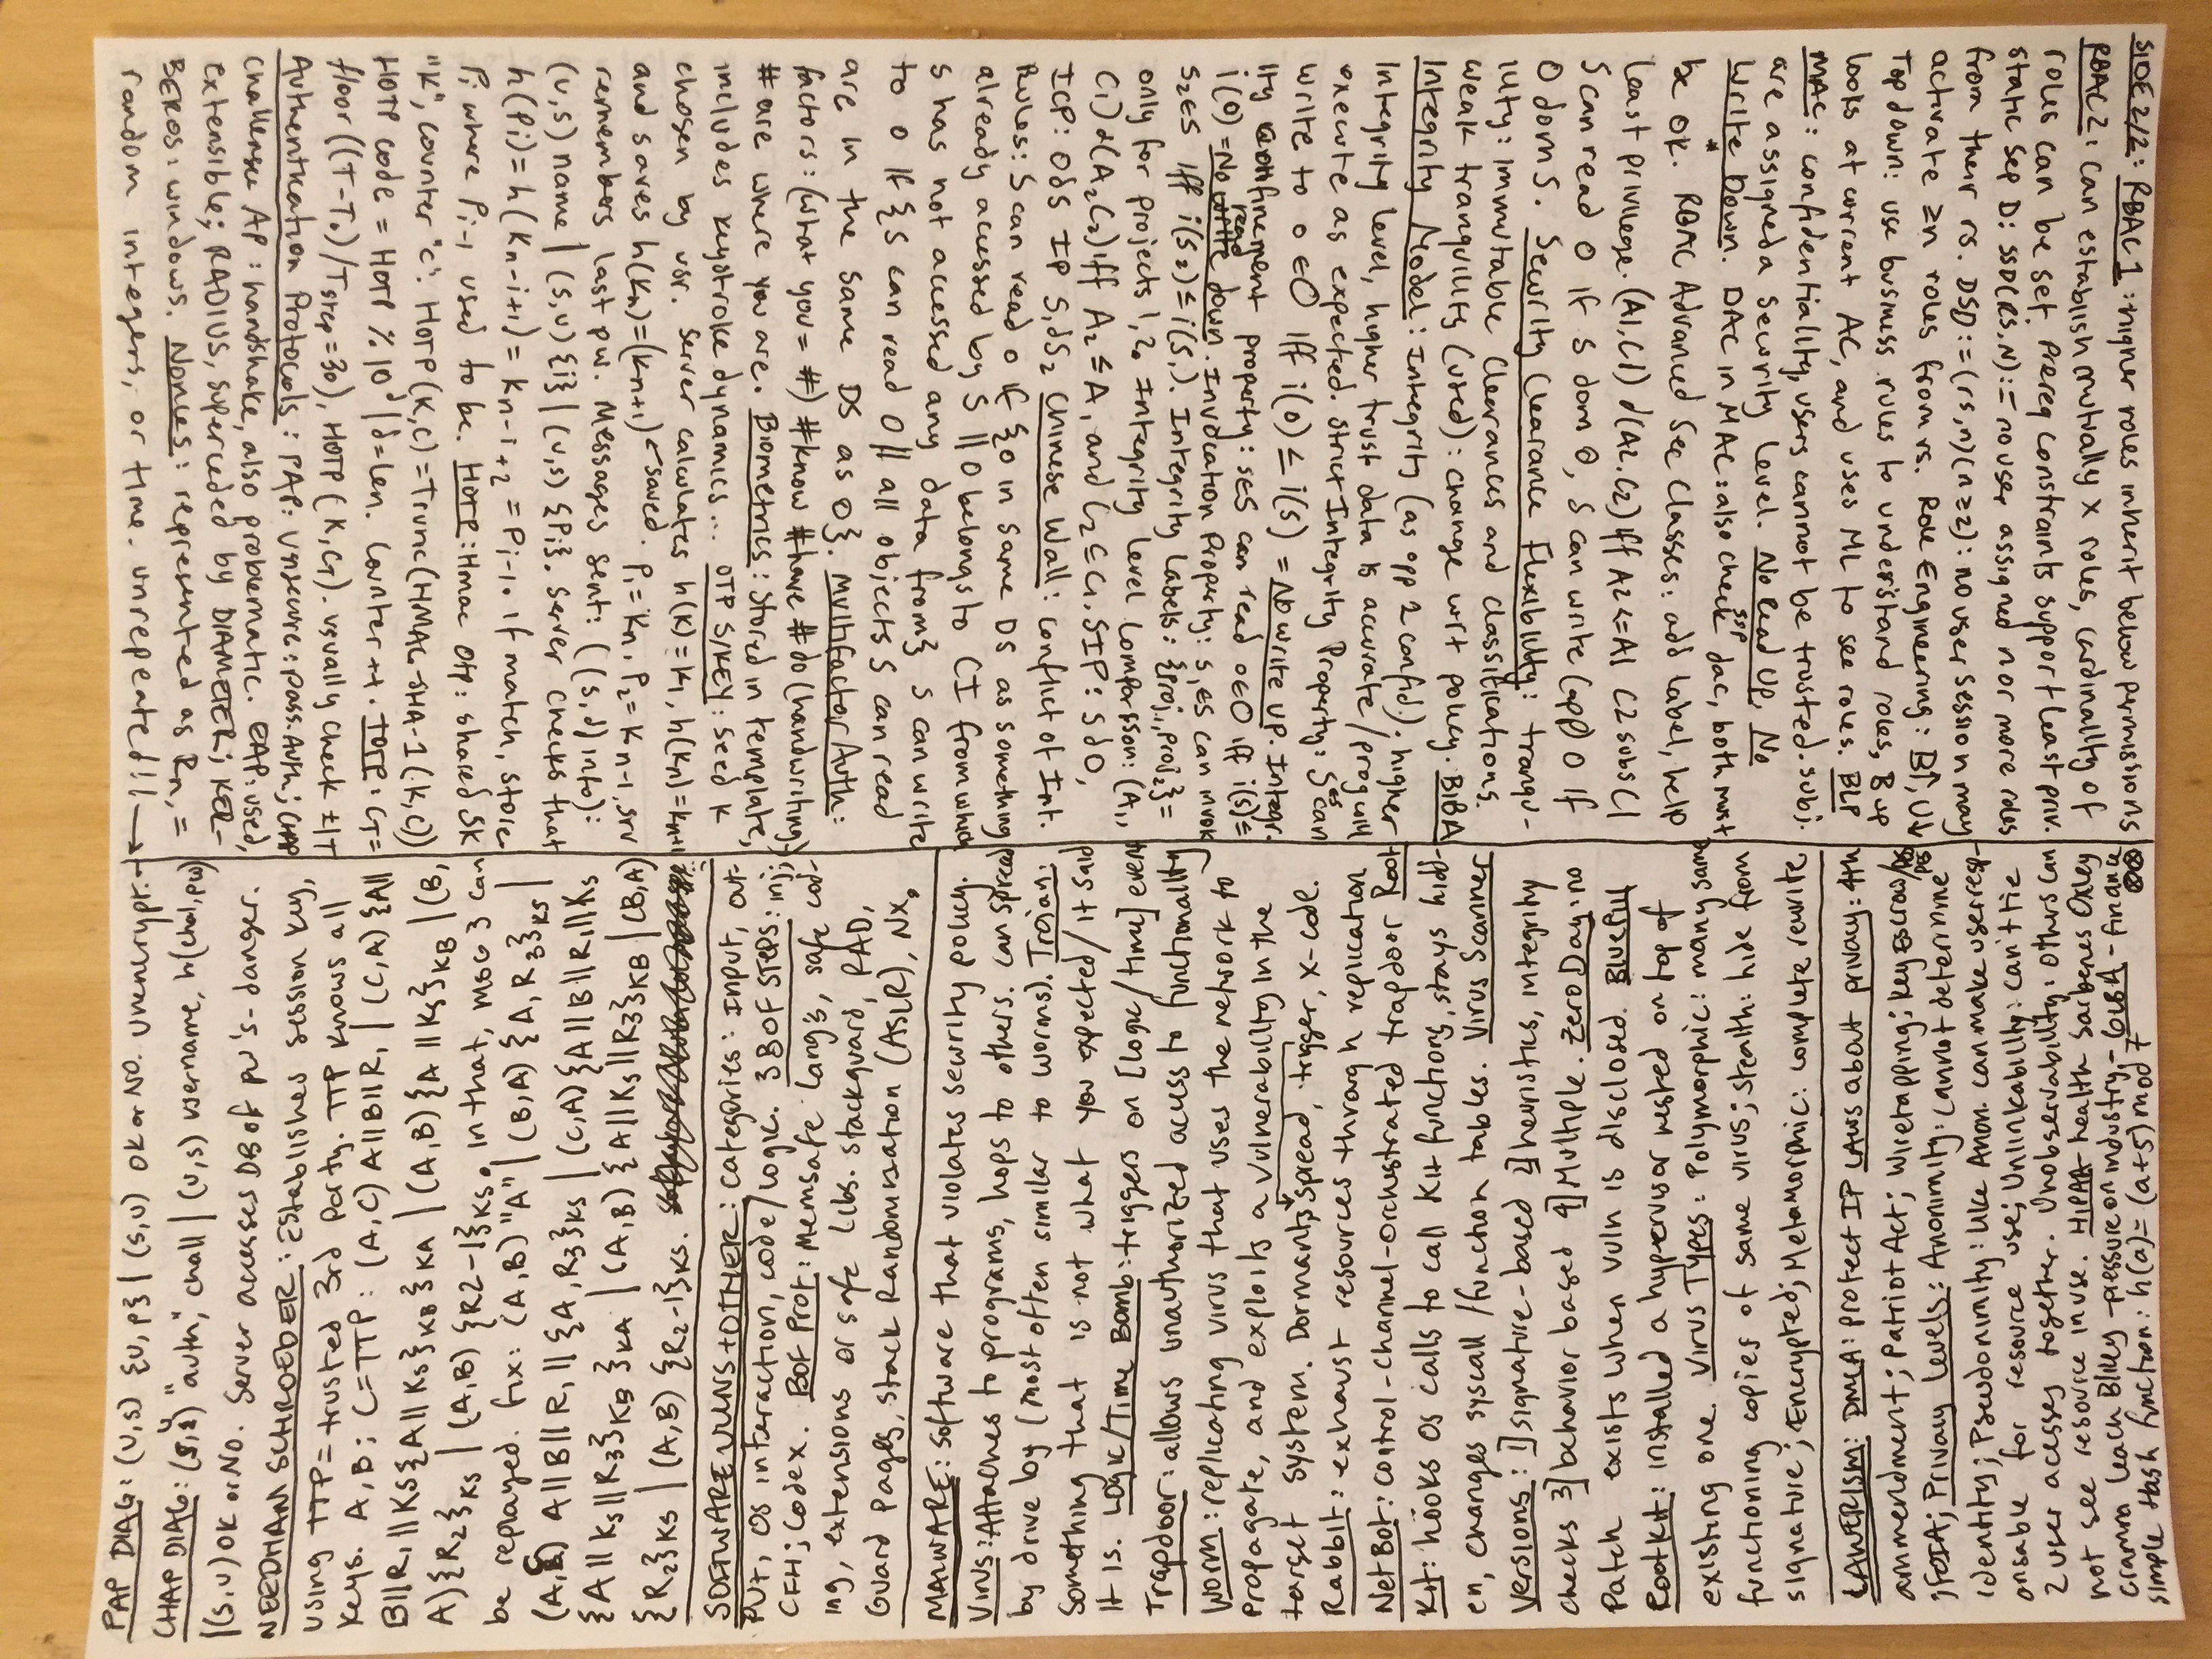 SIDE 2/2: RBAC1: higher roles inherit below permissions
RBAC2: can establish mutually x roles, cardinality of
roles can be set. Prereq constraints support least priv.
Static Sep D: SSD(RS,N):= no user assigned n or more roles
from their rs. DSD:=(rs,n)(n≥2): no user session may
activate ≥n roles from rs. Role Engineering: B↑, U↓
Top down: use business rules to understand roles, B up
looks at current AC, and uses ML to see roles. BLP
MAC: confidentiality, users cannot be trusted. subj.
are assigned a security level. No Read Up, No
SSP
Write Down.* DAC in MAC: also check dac, both must
be ok. RBAC Advanced Sec Classes: add label, help
least privilege. (A1,C1) d(A2,C2) iff A2<=A1 C2 subs C1
S can read O if S dom O, S can write (app) O if
O dom S. Security Clearance Flexibility: tranqu-
ility: immutable clearances and classifications.
weak tranquility (used): change wrt policy. BIBA
Integrity Model: Integrity (as opp 2 confid). higher
Integrity level, higher trust data is accurate/prog will
execute as expected. Strict Integrity Property: S∈S can
write to o∈O iff i(o) ≤ i(s) = No write up. Integr-
ity Confinement property: s∈S can read o∈O iff i(s)≤
i(o) = No read down. Invocation Property: s₁∈S can invoke
s₂∈S iff i(s₂)≤i(s₁). Integrity Labels: {proj₁, proj₂}=
only for projects 1,2. Integrity Level Comparison: (A₁,
C₁) d (A₂,C₂) iff A₂ ≤ A₁ and C₂⊆C₁. SIP: S d O,
ICP: O d S IP S₁ d S₂ Chinese Wall: conflict of Int.
Rules: S can read O if {O in same DS as something
already accessed by S || O belongs to CI from which
S has not accessed any data from} S can write
to O if {S can read O || all objects S can read
are in the same DS as O}. Multifactor Auth:
factors: (what you = #) #know #have #do (handwriting)
#are where you are. Biometrics: stored in template,
includes keystroke dynamics... OTP S/KEY: seed k
chosen by usr. Server calculates h(k)=k₁, h(kn)=kn+1
and saves h(kn)=(kn+1)←saved. P₁=kn, P₂=kn-1, srv
remembers last pw. Messages sent: ((s,d) info):
(u,s) name | (s,u) {i} | (u,s) {Pi}. Server checks that
h(Pi)=h(kn-i+1)=kn-i+2=Pi-1. if match, store
Pi where Pi-1 used to be. HOTP: Hmac Otp: shared SK
"K", counter "c". HOTP(K,C)=Trunc(HMAC-SHA-1(K,C))
HOTP code = HOTP % 10^d | d=len. counter++. TOTP: CT=
floor((T-T₀)/Tstep=30), HOTP(K,CT). usually check ±1T
Authentication Protocols: PAP: unsecure: pass. Auth; CHAP
challenge AP: handshake, also problematic. EAP: used,
extensible; RADIUS, superceded by DIAMETER; KER-
BEROS: windows. Nonces: represented as Rn =
random integers, or time. unrepeated!! →
PAP DIAG: (U,S) {U, P} | (S,U) OK or NO. Unencrypt.
CHAP DIAG: (S,U) "auth", chall | (U,S) username, h(chal, pw)
|(S,U) OK or NO. Server accesses DB of pw's - danger.
NEEDHAM SCHROEDER: Establishes session key,
using TTP = trusted 3rd Party. TTP knows all
keys. A,B; C=TTP: (A,C) A||B||R₁ | (C,A) {A||
B||R₁||KS{A||KS}KB}KA | (A,B) {A||KS}KB | (B,
A){R₂}KS | (A,B) {R2-1}KS. In that, MSG 3 can
be replayed. fix: (A,B) "A" | (B,A) {A, R₃}KS |
(A,C) A||B||R₁||{A,R3}KS | (C,A){A||B||R₁||KS
{A||KS||R3}KB}KA | (A,B) {A||KS||R3}KB | (B,A)
{R₂}KS | (A,B) {R₂-1}KS.
SOFTWARE VULNS + OTHER: Categories: Input, out-
put, OS interaction, code/logic. 3 BOF STEPS: inj;
CFH; Codex. BOF Prot: Memsafe lang's, safe cod-
ing, extensions or safe Libs. Stackguard, RAD,
Guard Pages, stack Randomization (ASLR), NX.
MALWARE: Software that violates security policy.
Virus: Attaches to programs, hops to others. can spread
by drive by (most often similar to worms). Trojan:
Something that is not what you expected/it said
it is. Logic/Time Bomb: triggers on [logic/time] event
Trapdoor: allows unauthorized acess to functionality
Worm: replicating virus that uses the network to
propagate, and exploits a vulnerability in the
target system. Dormant, spread, trigger, x-code.
Rabbit: exhaust resources through replication
Net Bot: control-channel-orchestrated trapdoor Root
Kit: hooks OS calls to call Kit functions, stays hidd-
en, changes syscall/function tables. Virus Scanner
Versions: 1] signature-based 2] heuristics, integrity
checks 3] behavior based 4] Multiple. Zero Day: no
Patch exists when vuln is disclosed. Blue Pill
RootKit: installed a hypervisor nested on top of
existing one. Virus Types: Polymorphic: many same
functioning copies of same virus; Stealth: hide from
signature; Encrypted; Metamorphic: complete rewrite
LAWERISM: DMCA: protect IP LAWS about privacy: 4th
ammendment; Patriot Act; Wiretapping; Key Escrow/
; FOIA; Privacy Levels: Anonimity: cannot determine
identity; Pseudonimity: like Anon. can make user resp-
onsable for resource use; Unlinkability: can't tie
2 user acesses together. Unobservability: Others can
not see resource in use. HIPAA - health Sarbenes Oxley
Gramm Leach Bliley - pressure on industry, - GLBA - finance
Simple Hash function: h(a) = (a+5) mod 7